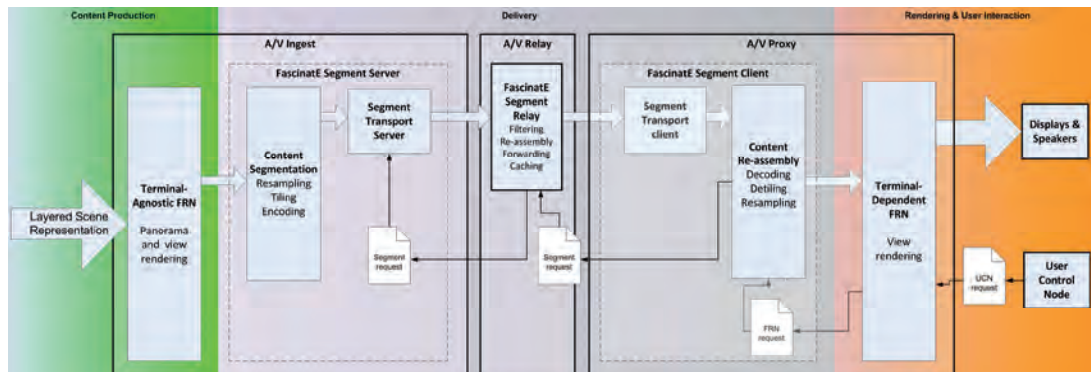 Content Production
Delivery
Rendering & User Interaction
A/V Ingest
A/V Relay
A/V Proxy
FascinatE Segment Server
FascinatE Segment Client
Layered Scene
Representation
Terminal-
Agnostic FRN
Panorama
and view
rendering
Content
Segmentation
Resampling
Tiling
Encoding
Segment
Transport
Server
Segment
request
FascinatE
Segment
Relay
Filtering
Re-assembly
Forwarding
Caching
Segment
request
Segment
Transport
client
Content
Re-assembly
Decoding
Detiling
Resampling
FRN
request
Terminal-
Dependent
FRN
View
rendering
Displays &
Speakers
UCN
request
User
Control
Node